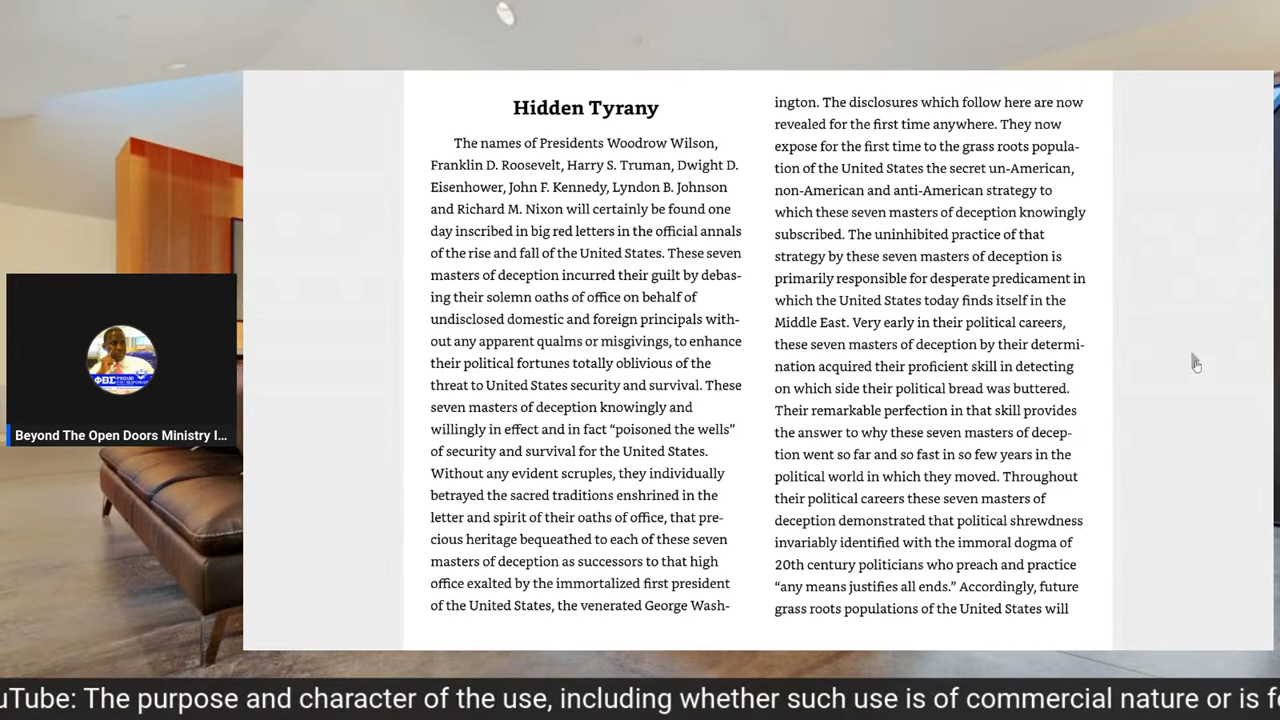 Hidden Tyrany
The names of Presidents Woodrow Wilson,
Franklin D. Roosevelt, Harry S. Truman, Dwight D.
Eisenhower, John F. Kennedy, Lyndon B. Johnson
and Richard M. Nixon will certainly be found one
day inscribed in big red letters in the official annals
of the rise and fall of the United States. These seven
masters of deception incurred their guilt by debas-
ing their solemn oaths of office on behalf of
undisclosed domestic and foreign principals with-
out any apparent qualms or misgivings, to enhance
their political fortunes totally oblivious of the
threat to United States security and survival. These
seven masters of deception knowingly and
willingly in effect and in fact “poisoned the wells”
of security and survival for the United States.
Without any evident scruples, they individually
betrayed the sacred traditions enshrined in the
letter and spirit of their oaths of office, that pre-
cious heritage bequeathed to each of these seven
masters of deception as successors to that high
office exalted by the immortalized first president
of the United States, the venerated George Wash-
ington. The disclosures which follow here are now
revealed for the first time anywhere. They now
expose for the first time to the grass roots popula-
tion of the United States the secret un-American,
non-American and anti-American strategy to
which these seven masters of deception knowingly
subscribed. The uninhibited practice of that
strategy by these seven masters of deception is
primarily responsible for desperate predicament in
which the United States today finds itself in the
Middle East. Very early in their political careers,
these seven masters of deception by their determi-
nation acquired their proficient skill in detecting
on which side their political bread was buttered.
Their remarkable perfection in that skill provides
the answer to why these seven masters of decep-
tion went so far and so fast in so few years in the
political world in which they moved. Throughout
their political careers these seven masters of
deception demonstrated that political shrewdness
invariably identified with the immoral dogma of
20th century politicians who preach and practice
“any means justifies all ends.” Accordingly, future
grass roots populations of the United States will
ΦΒΣ PROUD
Beyond The Open Doors Ministry I...
uTube: The purpose and character of the use, including whether such use is of commercial nature or is f